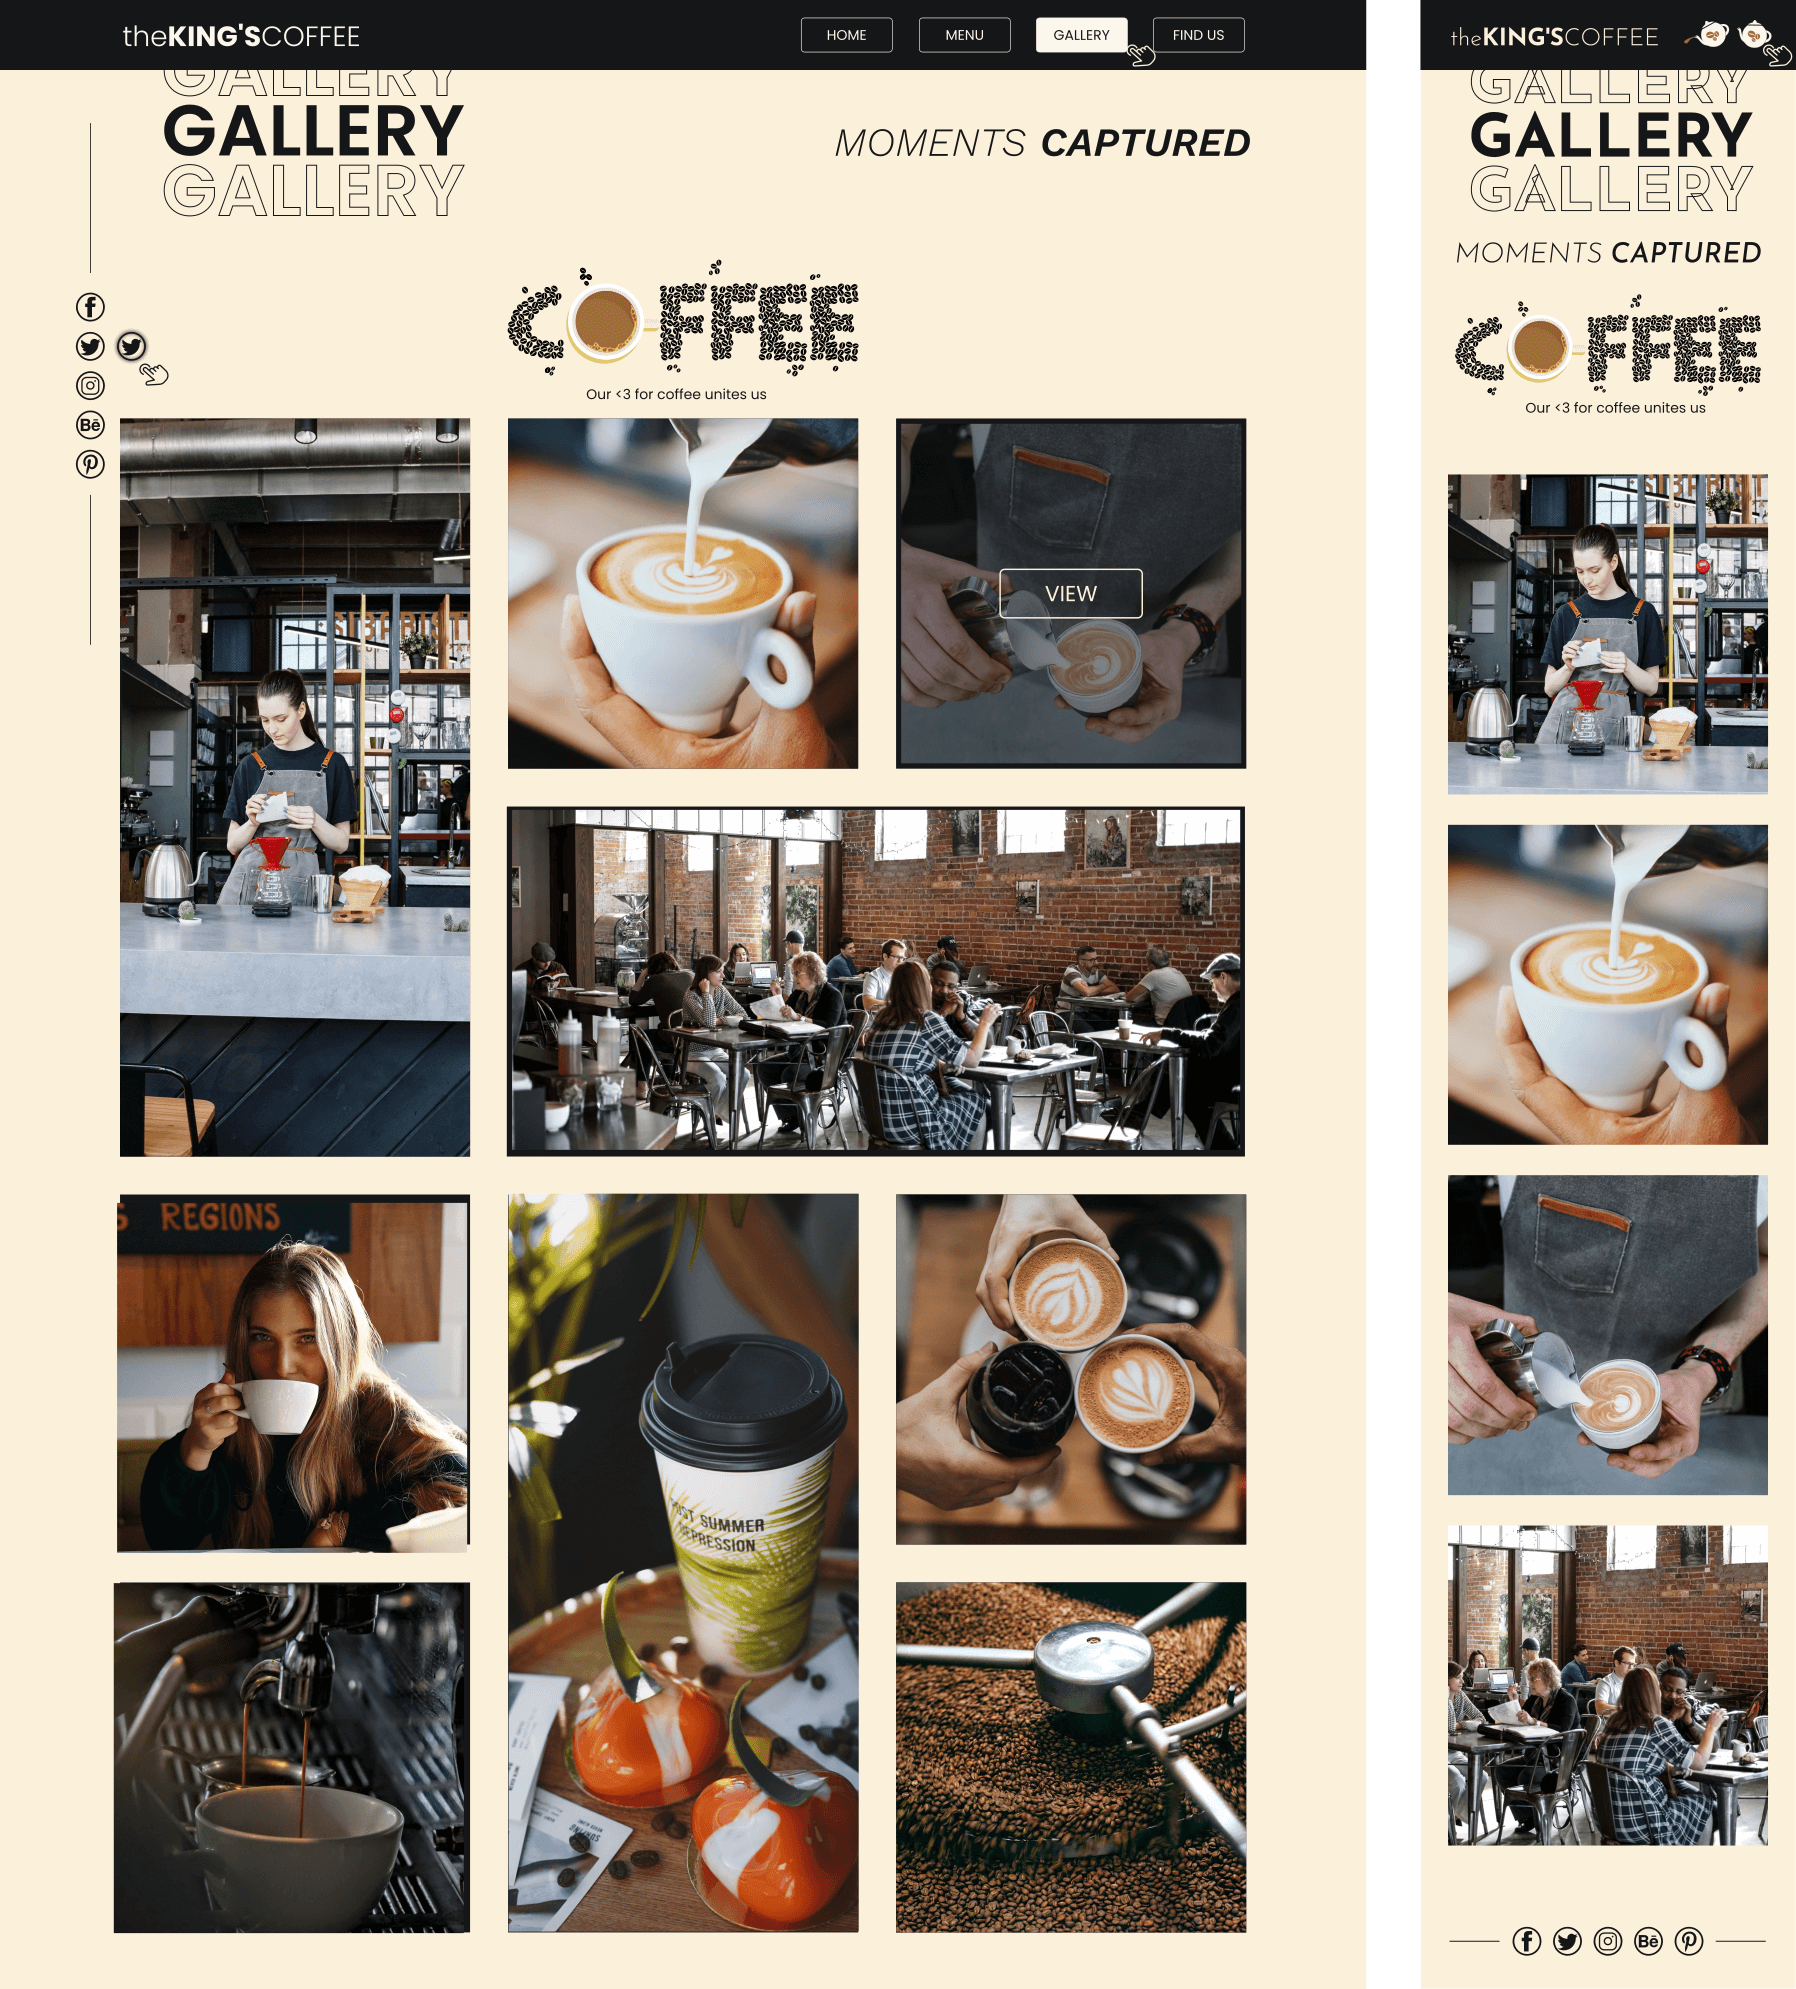 theKING'SCOFFEE
HOME
MENU
GALLERY
FIND US
GALLERY
GALLERY
GALLERY
MOMENTS CAPTURED
COFFEE
Our <3 for coffee unites us
VIEW
REGIONS
SUMMER
theKING'SCOFFEE
GALLERY
GALLERY
GALLERY
MOMENTS CAPTURED
COFFEE
Our <3 for coffee unites us
Bē
Bē